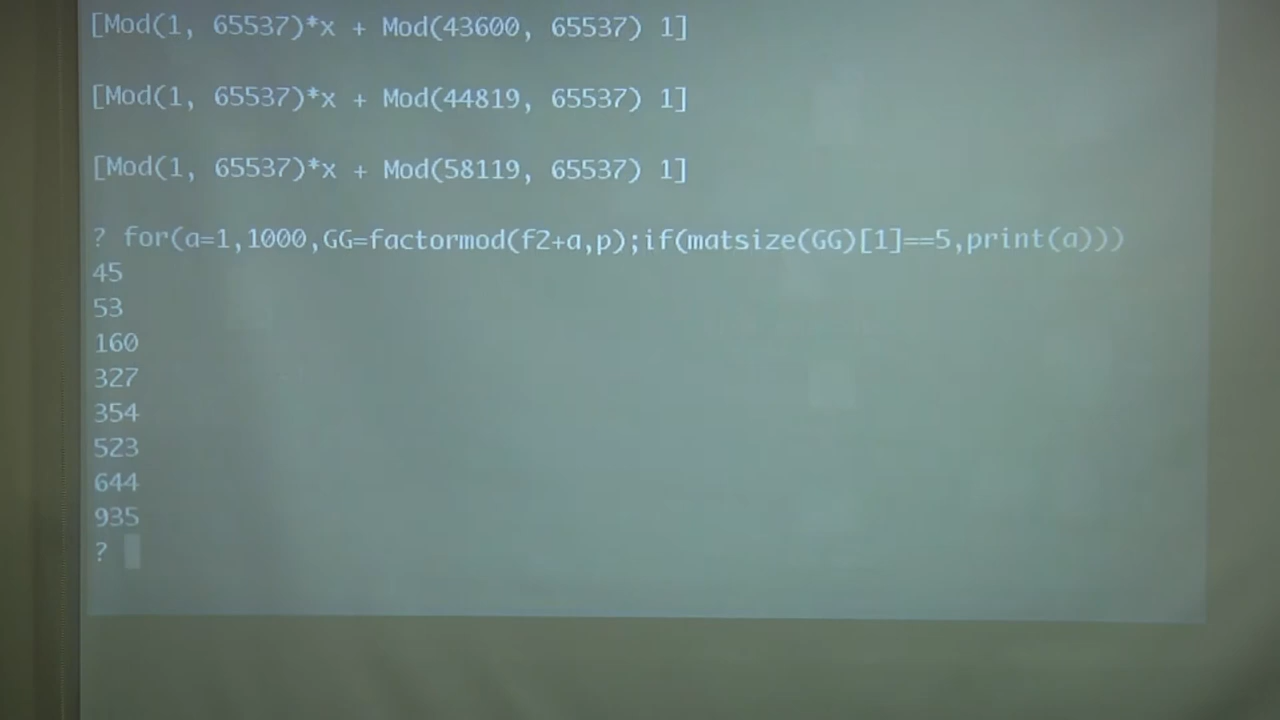 [Mod(1, 65537)*x + Mod(43600, 65537) 1]
[Mod(1, 65537)*x + Mod(44819, 65537) 1]
[Mod(1, 65537)*x + Mod(58119, 65537) 1]
? for(a=1,1000,GG=factormod(f2+a,p);if(matsize(GG)[1]==5,print(a)))
45
53
160
327
354
523
644
935
?